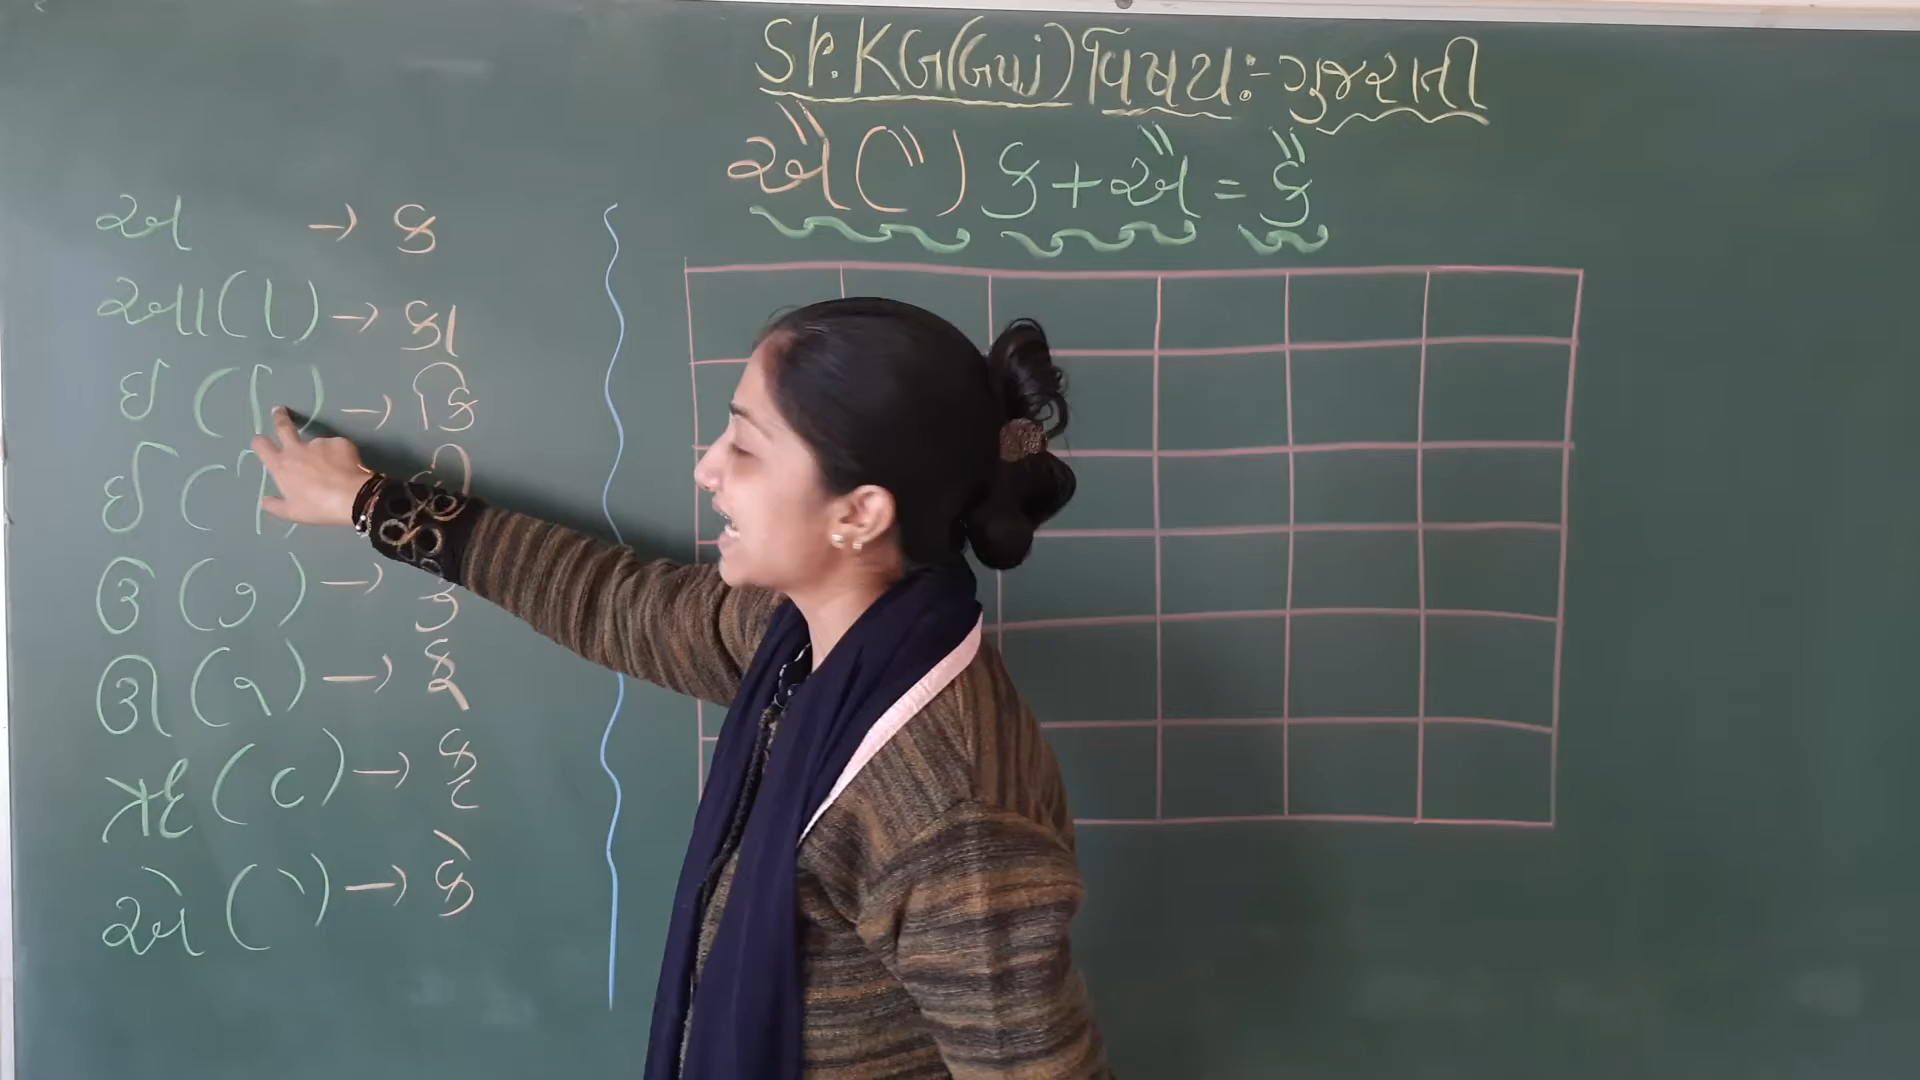 Sr. KG(Guj) વિષય:- ગુજરાતી
ઐ (ૈ) ક+ઐ = કૈ
અ → ક
આ (ા) → કા
ઇ (િ) → કિ
ઈ (ી
ઉ (ુ) → કુ
ઊ (ૂ) → કૂ
ઋ (ૃ) → કૃ
એ (ે) → કે